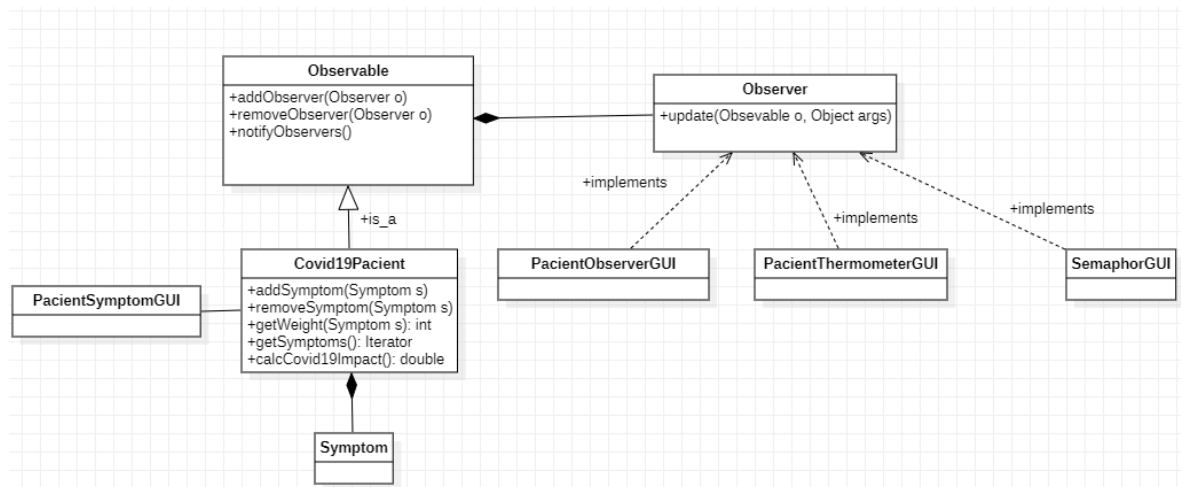 Observable
+addObserver(Observer o)
+removeObserver(Observer o)
+notifyObservers()
Observer
+update(Obsevable o, Object args)
+implements
+implements
+implements
+is_a
PacientObserverGUI
PacientThermometerGUI
SemaphorGUI
Covid19Pacient
+addSymptom(Symptom s)
+removeSymptom(Symptom s)
+getWeight(Symptom s): int
+getSymptoms(): Iterator
+calcCovid19Impact(): double
PacientSymptomGUI
Symptom